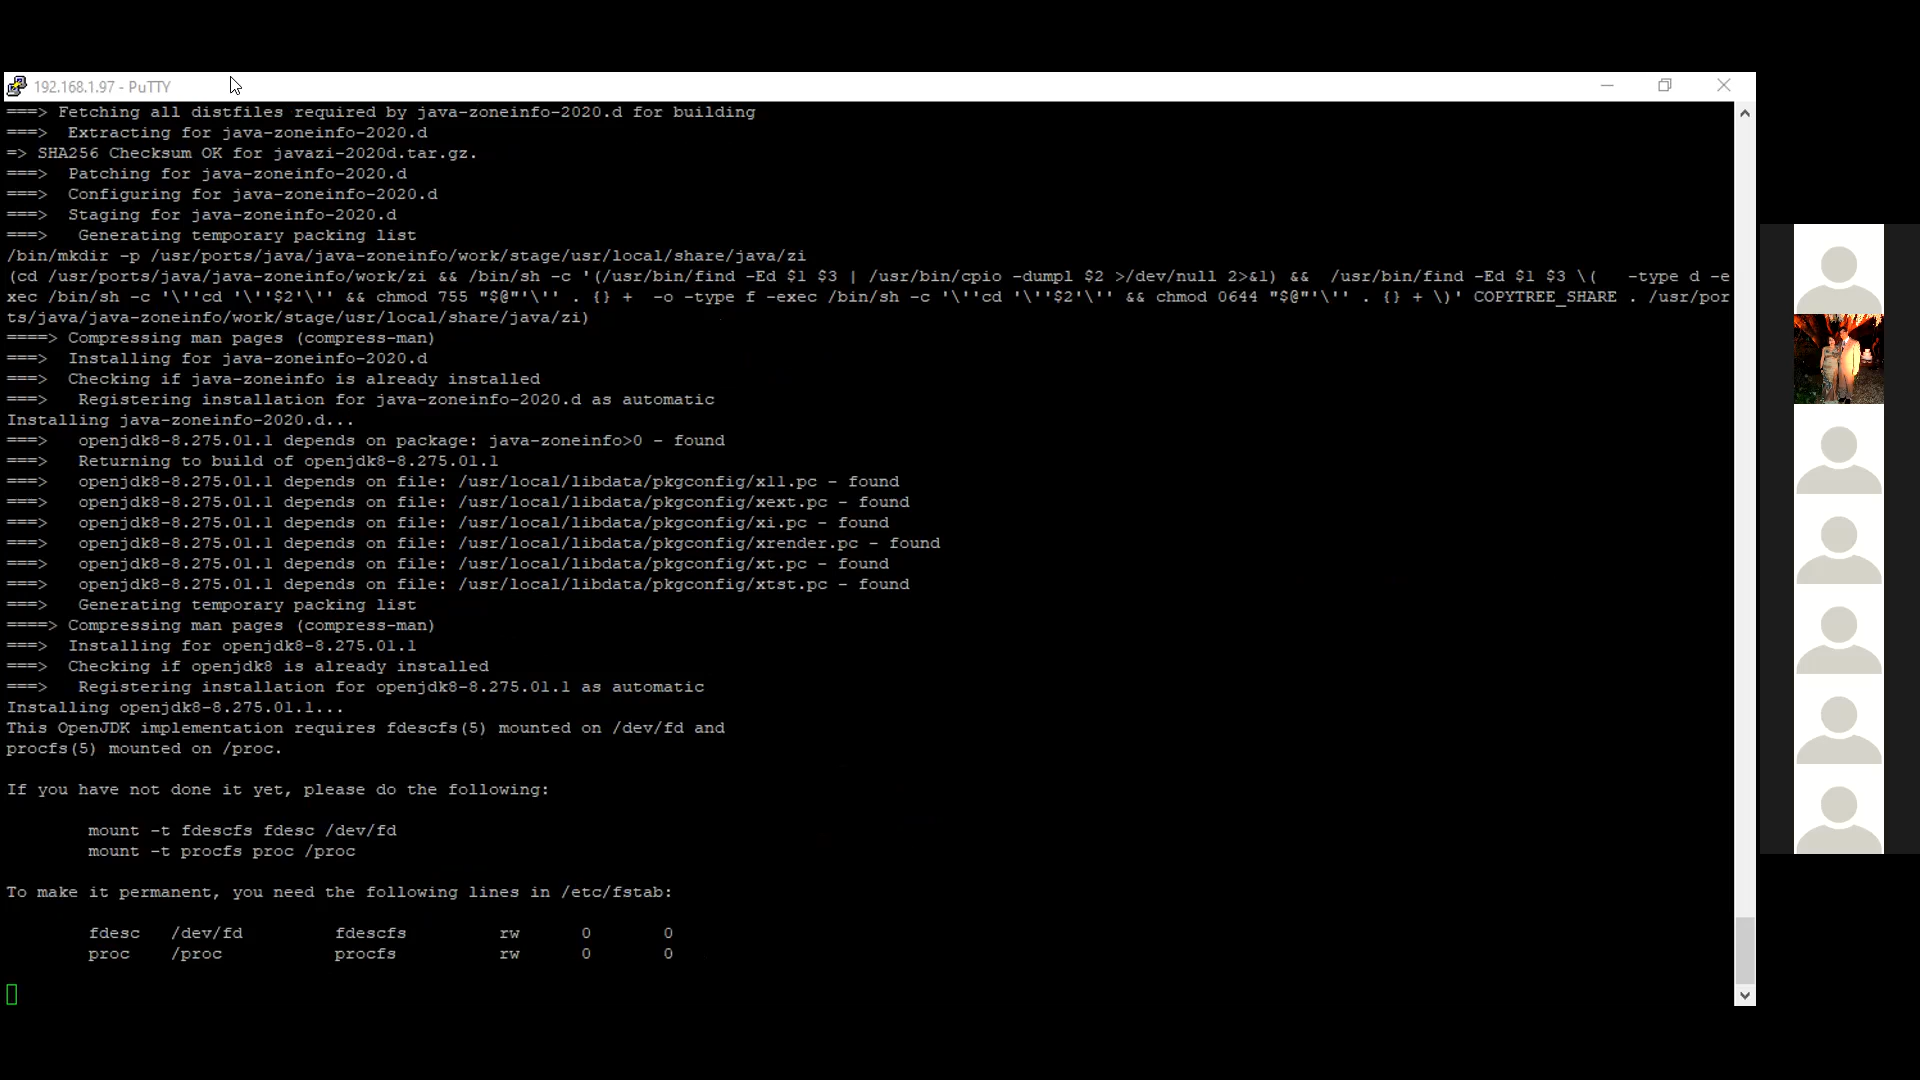 192.168.1.97 - PuTTY
===> Fetching all distfiles required by java-zoneinfo-2020.d for building
===>  Extracting for java-zoneinfo-2020.d
=> SHA256 Checksum OK for javazi-2020d.tar.gz.
===>  Patching for java-zoneinfo-2020.d
===>  Configuring for java-zoneinfo-2020.d
===>  Staging for java-zoneinfo-2020.d
===>   Generating temporary packing list
/bin/mkdir -p /usr/ports/java/java-zoneinfo/work/stage/usr/local/share/java/zi
(cd /usr/ports/java/java-zoneinfo/work/zi && /bin/sh -c '(/usr/bin/find -Ed $1 $3 | /usr/bin/cpio -dumpl $2 >/dev/null 2>&1) &&  /usr/bin/find -Ed $1 $3 \(   -type d -e
xec /bin/sh -c '\''cd '\''$2'\'' && chmod 755 "$@"'\'' . {} +  -o -type f -exec /bin/sh -c '\''cd '\''$2'\'' && chmod 0644 "$@"'\'' . {} + \)' COPYTREE_SHARE . /usr/por
ts/java/java-zoneinfo/work/stage/usr/local/share/java/zi)
====> Compressing man pages (compress-man)
===>  Installing for java-zoneinfo-2020.d
===>  Checking if java-zoneinfo is already installed
===>   Registering installation for java-zoneinfo-2020.d as automatic
Installing java-zoneinfo-2020.d...
===>   openjdk8-8.275.01.1 depends on package: java-zoneinfo>0 - found
===>   Returning to build of openjdk8-8.275.01.1
===>   openjdk8-8.275.01.1 depends on file: /usr/local/libdata/pkgconfig/x11.pc - found
===>   openjdk8-8.275.01.1 depends on file: /usr/local/libdata/pkgconfig/xext.pc - found
===>   openjdk8-8.275.01.1 depends on file: /usr/local/libdata/pkgconfig/xi.pc - found
===>   openjdk8-8.275.01.1 depends on file: /usr/local/libdata/pkgconfig/xrender.pc - found
===>   openjdk8-8.275.01.1 depends on file: /usr/local/libdata/pkgconfig/xt.pc - found
===>   openjdk8-8.275.01.1 depends on file: /usr/local/libdata/pkgconfig/xtst.pc - found
===>   Generating temporary packing list
====> Compressing man pages (compress-man)
===>  Installing for openjdk8-8.275.01.1
===>  Checking if openjdk8 is already installed
===>   Registering installation for openjdk8-8.275.01.1 as automatic
Installing openjdk8-8.275.01.1...
This OpenJDK implementation requires fdescfs(5) mounted on /dev/fd and
procfs(5) mounted on /proc.
If you have not done it yet, please do the following:
mount -t fdescfs fdesc /dev/fd
mount -t procfs proc /proc
To make it permanent, you need the following lines in /etc/fstab:
fdesc   /dev/fd         fdescfs         rw      0       0
proc    /proc           procfs          rw      0       0